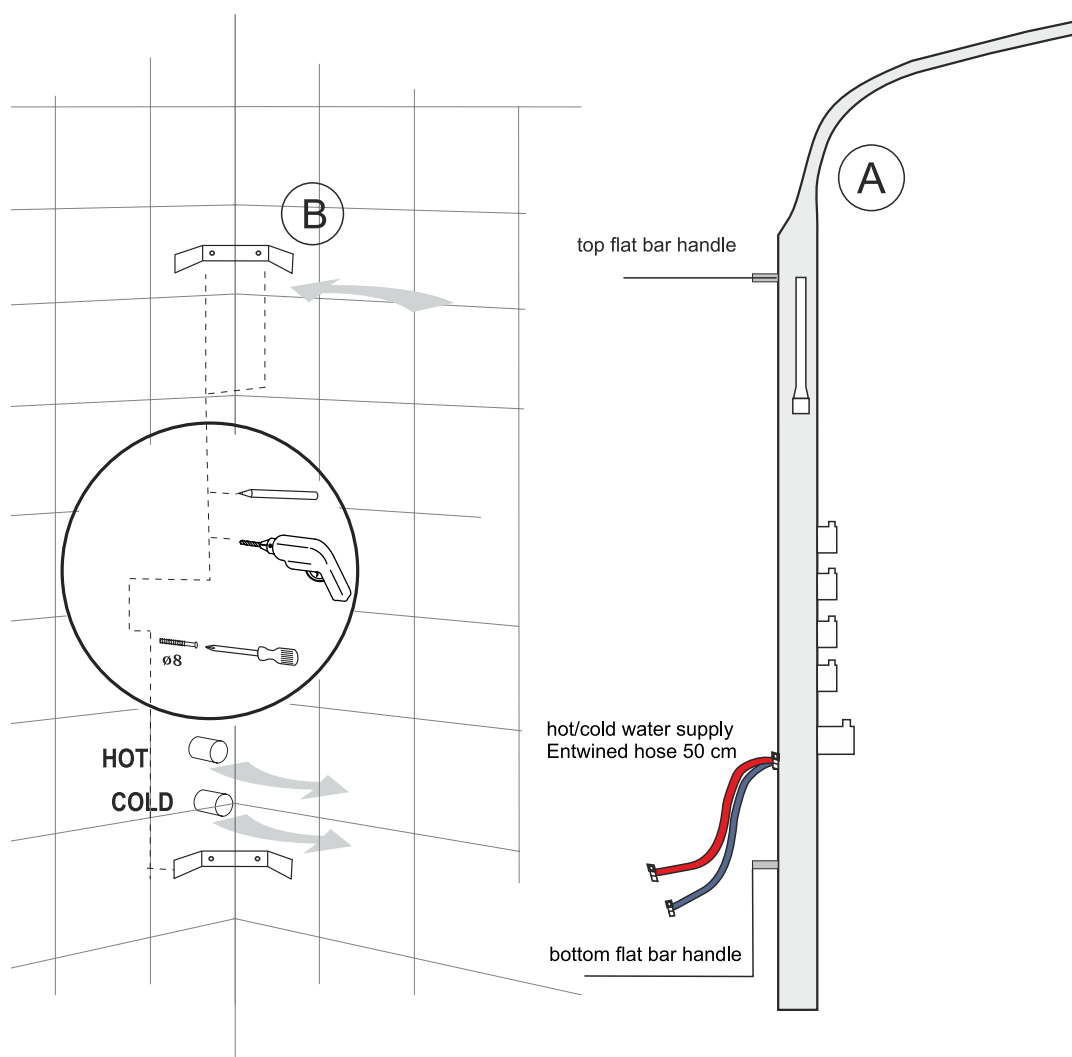 B
A
top flat bar handle
ø8
hot/cold water supply
Entwined hose 50 cm
HOT
COLD
bottom flat bar handle